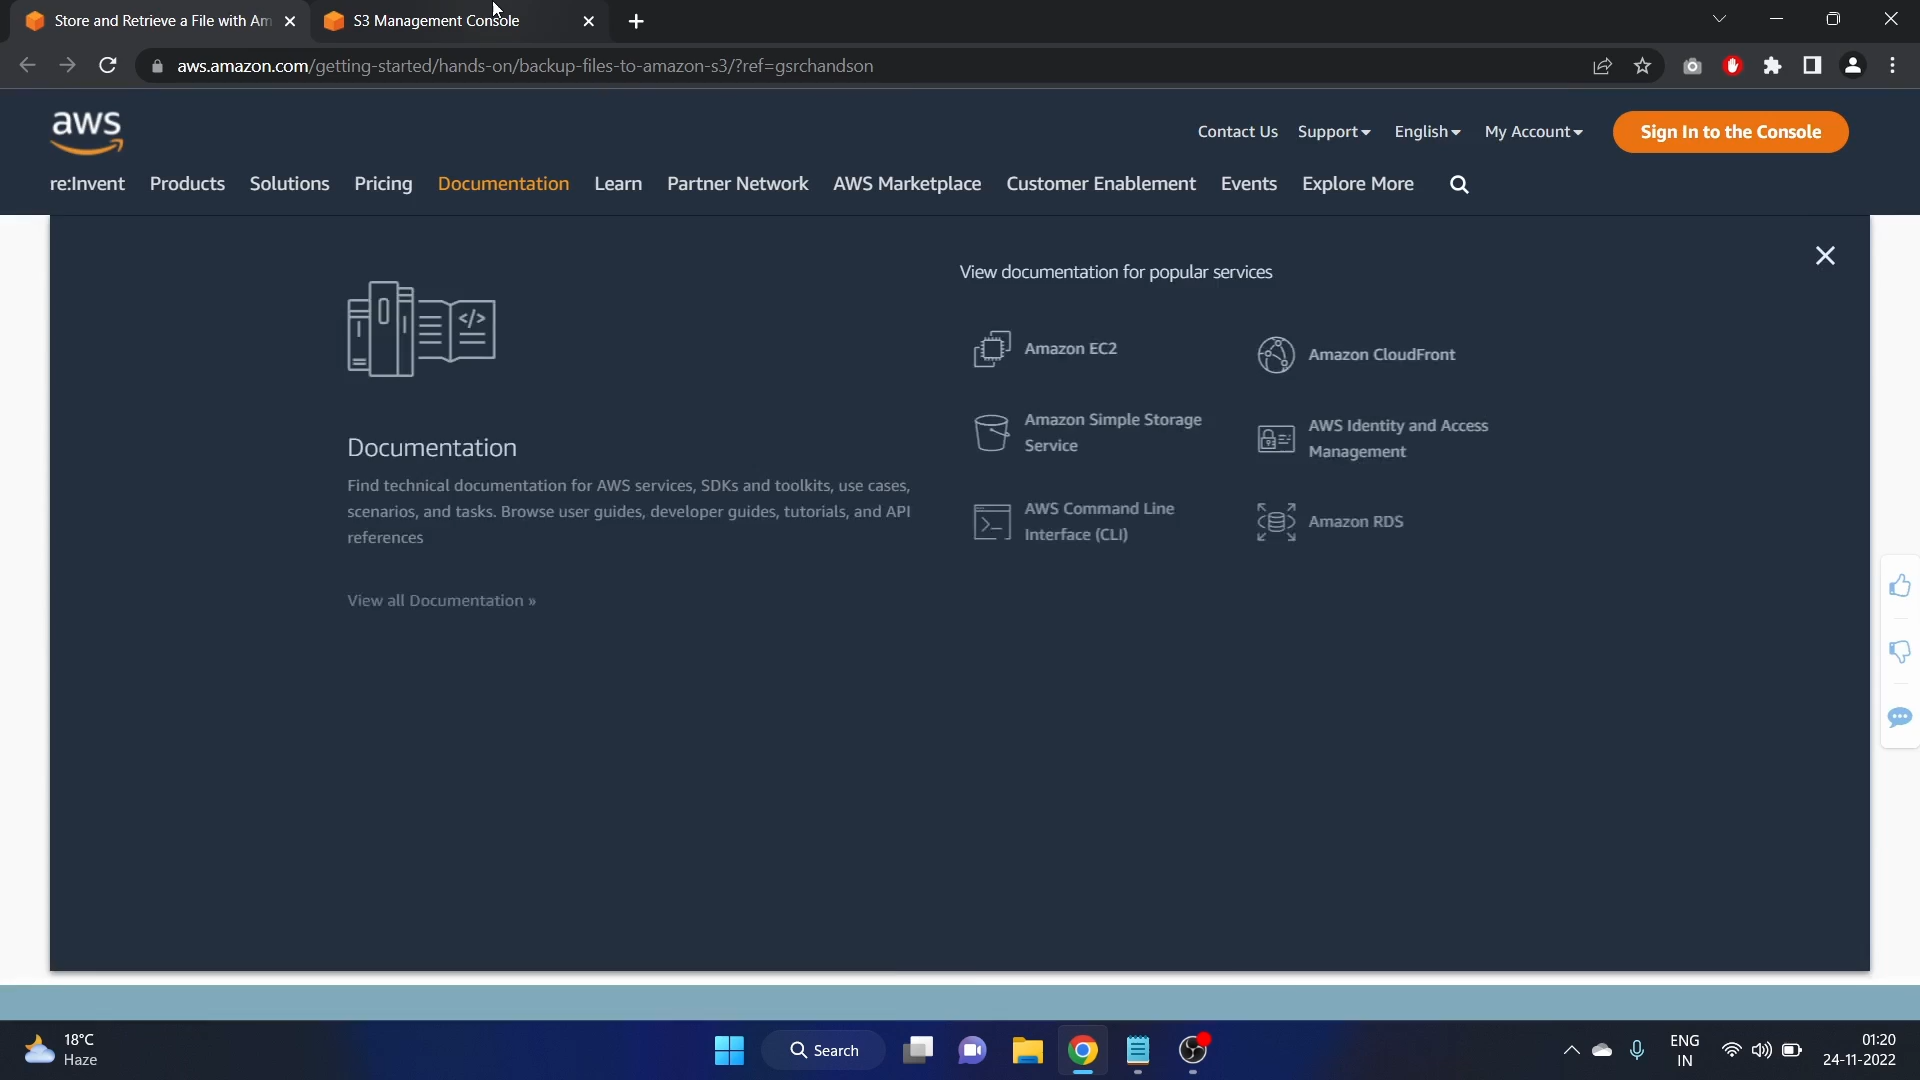 Store and Retrieve a File with Am
S3 Management Console
aws.amazon.com/getting-started/hands-on/backup-files-to-amazon-s3/?ref=gsrchandson
aws
Contact Us Support English My Account Sign In to the Console
re:Invent Products Solutions Pricing Documentation Learn Partner Network AWS Marketplace Customer Enablement Events Explore More
View documentation for popular services
</>
Amazon EC2
Amazon CloudFront
Amazon Simple Storage
Service
AWS Identity and Access
Management
AWS Command Line
Interface (CLI)
Amazon RDS
Documentation
Find technical documentation for AWS services, SDKs and toolkits, use cases,
scenarios, and tasks. Browse user guides, developer guides, tutorials, and API
references
View all Documentation »
18°C
Haze
Search
ENG
IN
01:20
24-11-2022